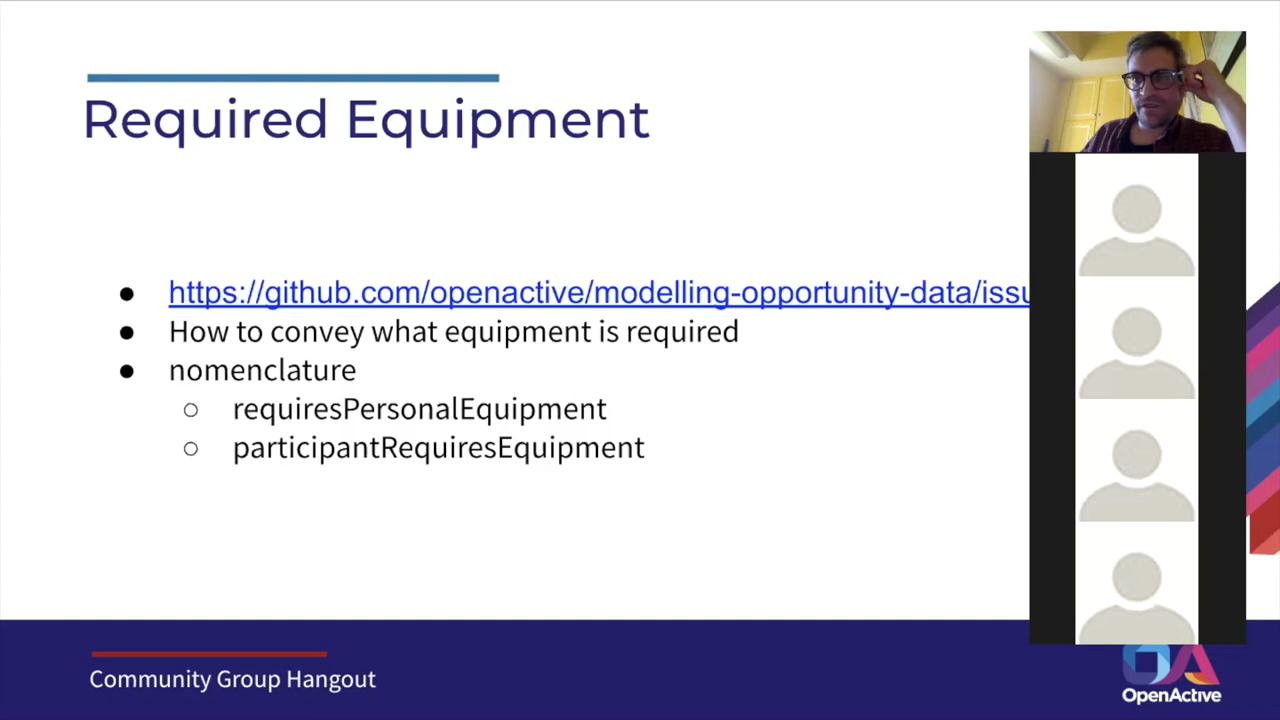 Required Equipment
https://github.com/openactive/modelling-opportunity-data/issu
How to convey what equipment is required
nomenclature
requiresPersonalEquipment
participantRequiresEquipment
Community Group Hangout
OA
OpenActive